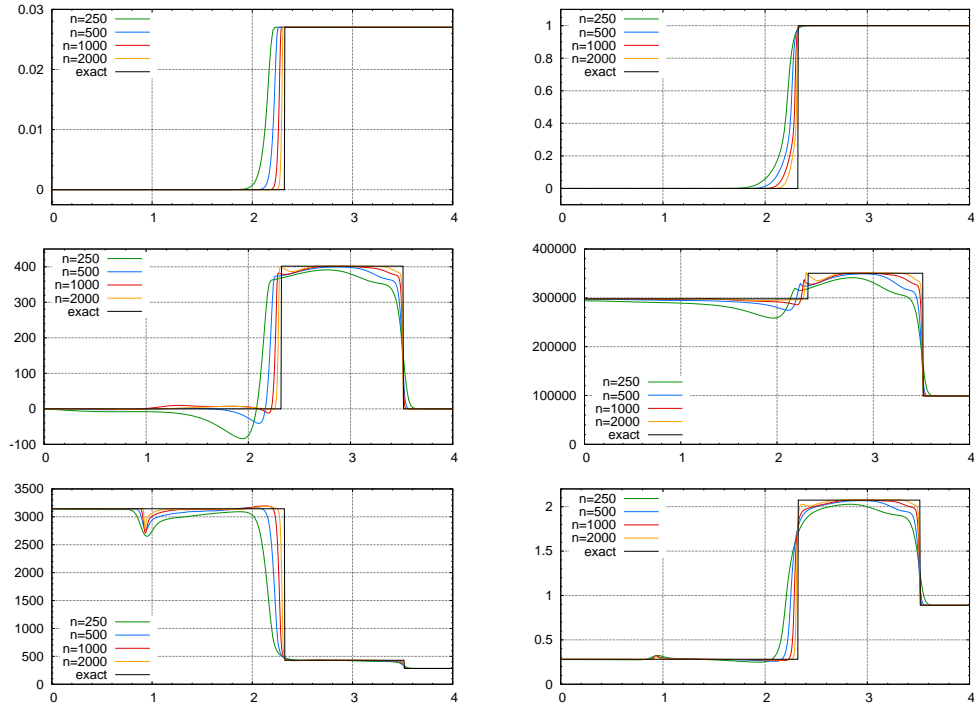 0.03
0.02
0.01
0
0 1 2 3 4
n=250
n=500
n=1000
n=2000
exact
1
0.8
0.6
0.4
0.2
0
0 1 2 3 4
n=250
n=500
n=1000
n=2000
exact
400
300
200
100
0
-100
0 1 2 3 4
n=250
n=500
n=1000
n=2000
exact
400000
300000
200000
100000
0
0 1 2 3 4
n=250
n=500
n=1000
n=2000
exact
3500
3000
2500
2000
1500
1000
500
0
0 1 2 3 4
n=250
n=500
n=1000
n=2000
exact
2
1.5
1
0.5
0
0 1 2 3 4
n=250
n=500
n=1000
n=2000
exact